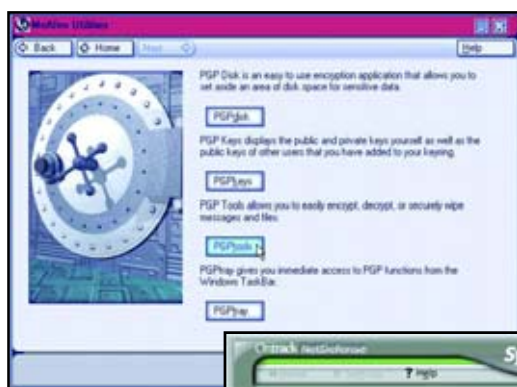 McAfee Utilities
Back Home Next Help
PGP Disk is an easy to use encryption application that allows you to
set aside an area of disk space for sensitive data.
PGPdisk
PGP Keys displays the public and private keys yourself as well as the
public keys of other users that you have added to your keyring.
PGPkeys
PGP Tools allows you to easily encrypt, decrypt, or securely wipe
messages and files.
PGPtools
PGPtray gives you immediate access to PGP functions from the
Windows TaskBar.
PGPtray
Ontrack NetDefense
? Help